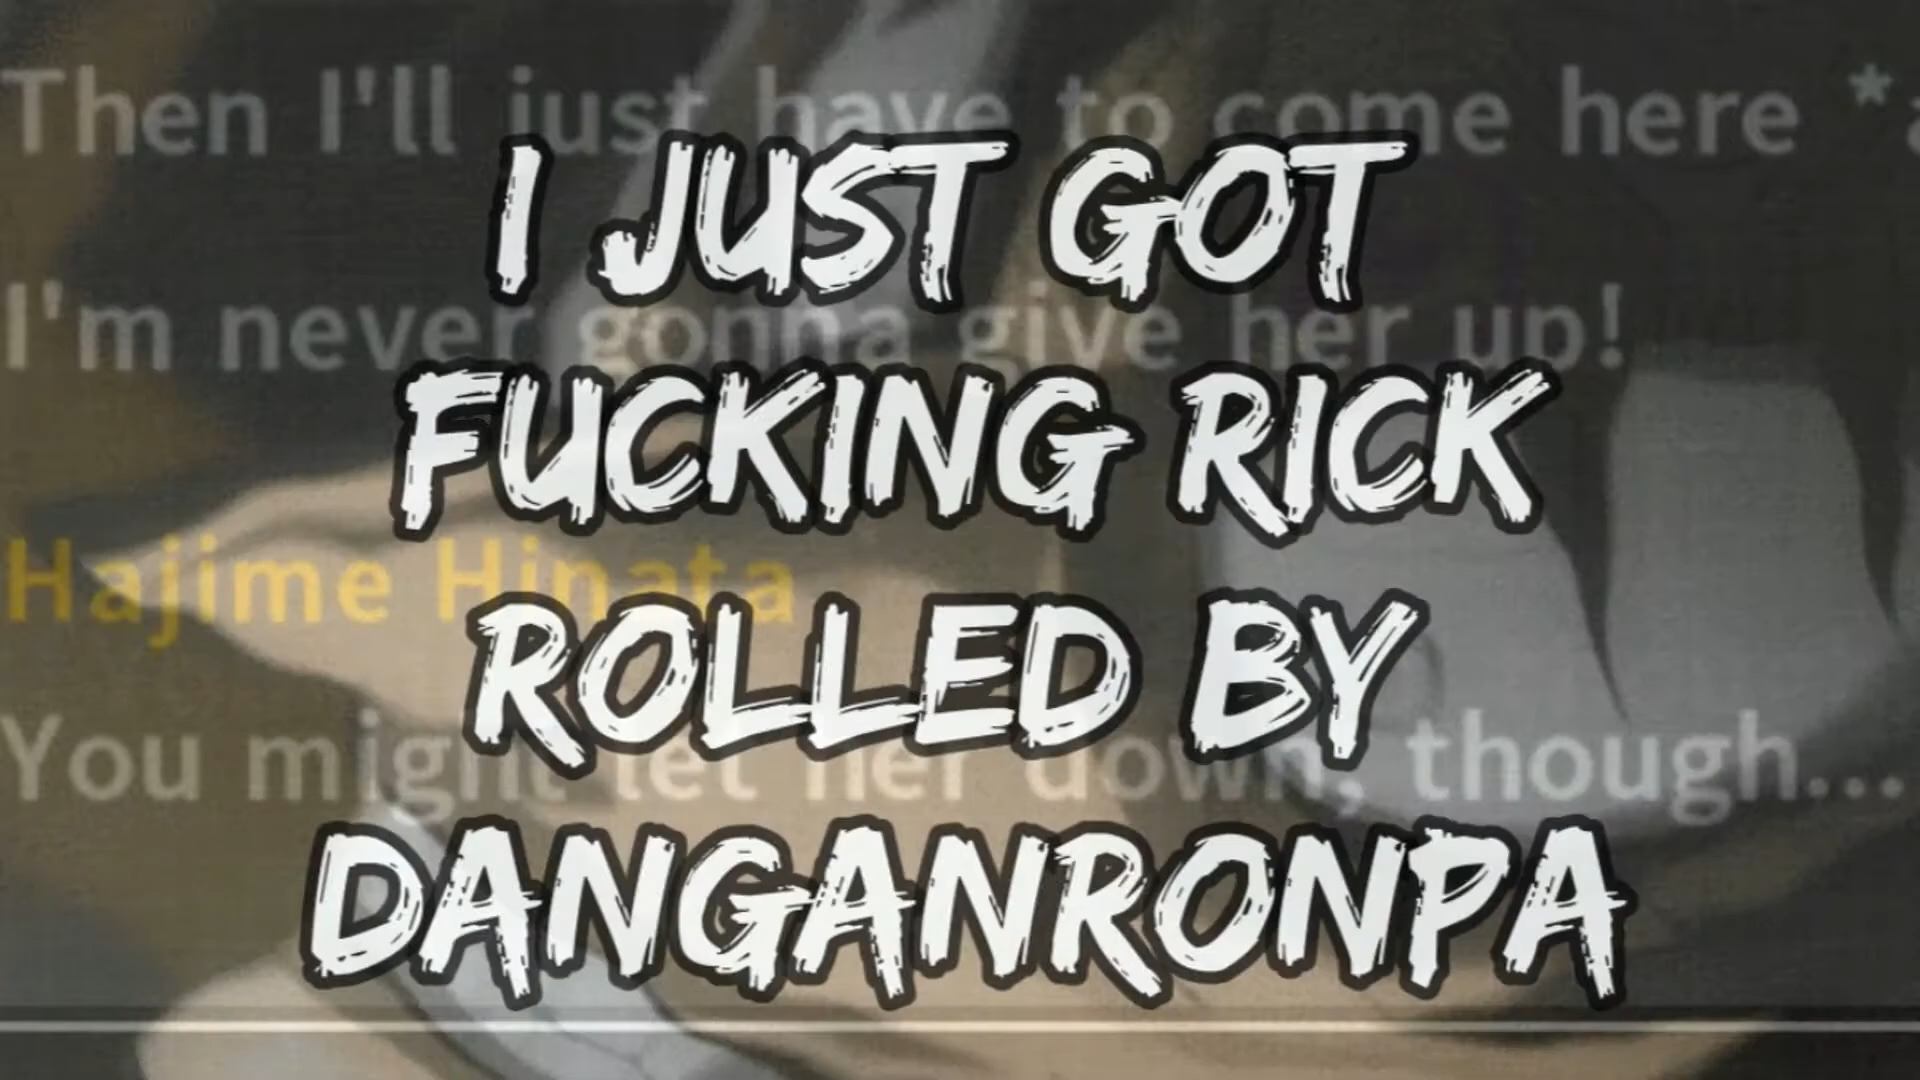 Then I'll just have to come here *a
I JUST GOT
I'm never gonna give her up!
FUCKING RICK
Hajime Hinata
ROLLED BY
You might let her down, though...
DANGANRONPA